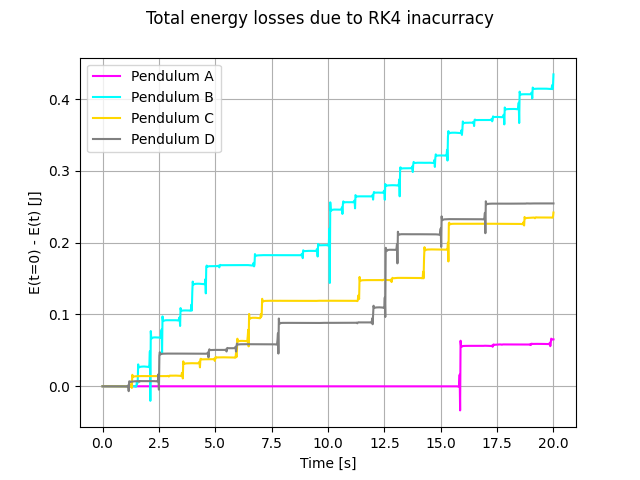 Total energy losses due to RK4 inacurracy
Pendulum A
Pendulum B
Pendulum C
Pendulum D
E(t=0) - E(t) [J]
0.4
0.3
0.2
0.1
0.0
0.0 2.5 5.0 7.5 10.0 12.5 15.0 17.5 20.0
Time [s]